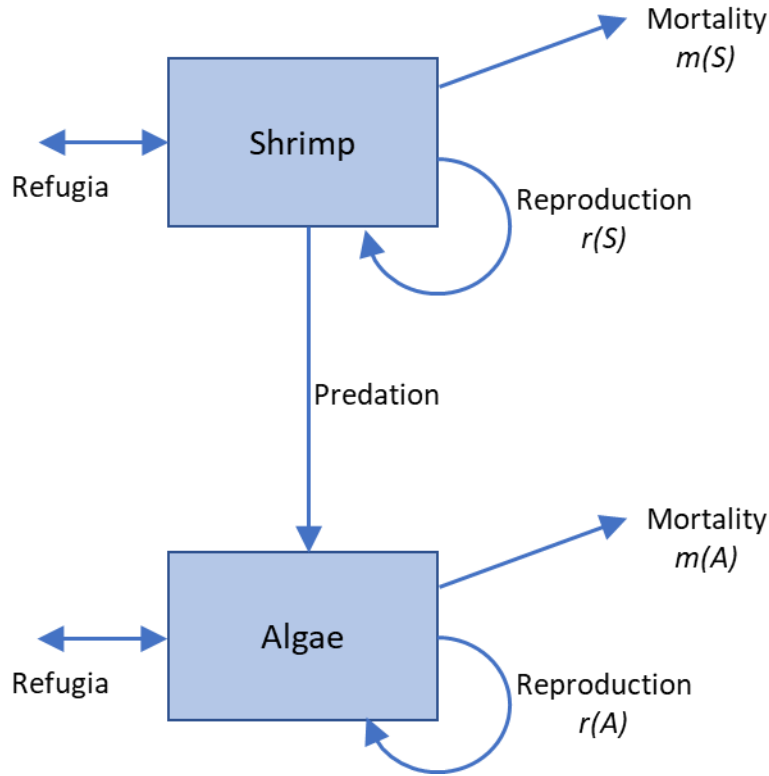 Mortality
m(S)
Shrimp
Refugia
Reproduction
r(S)
Predation
Mortality
m(A)
Algae
Refugia
Reproduction
r(A)